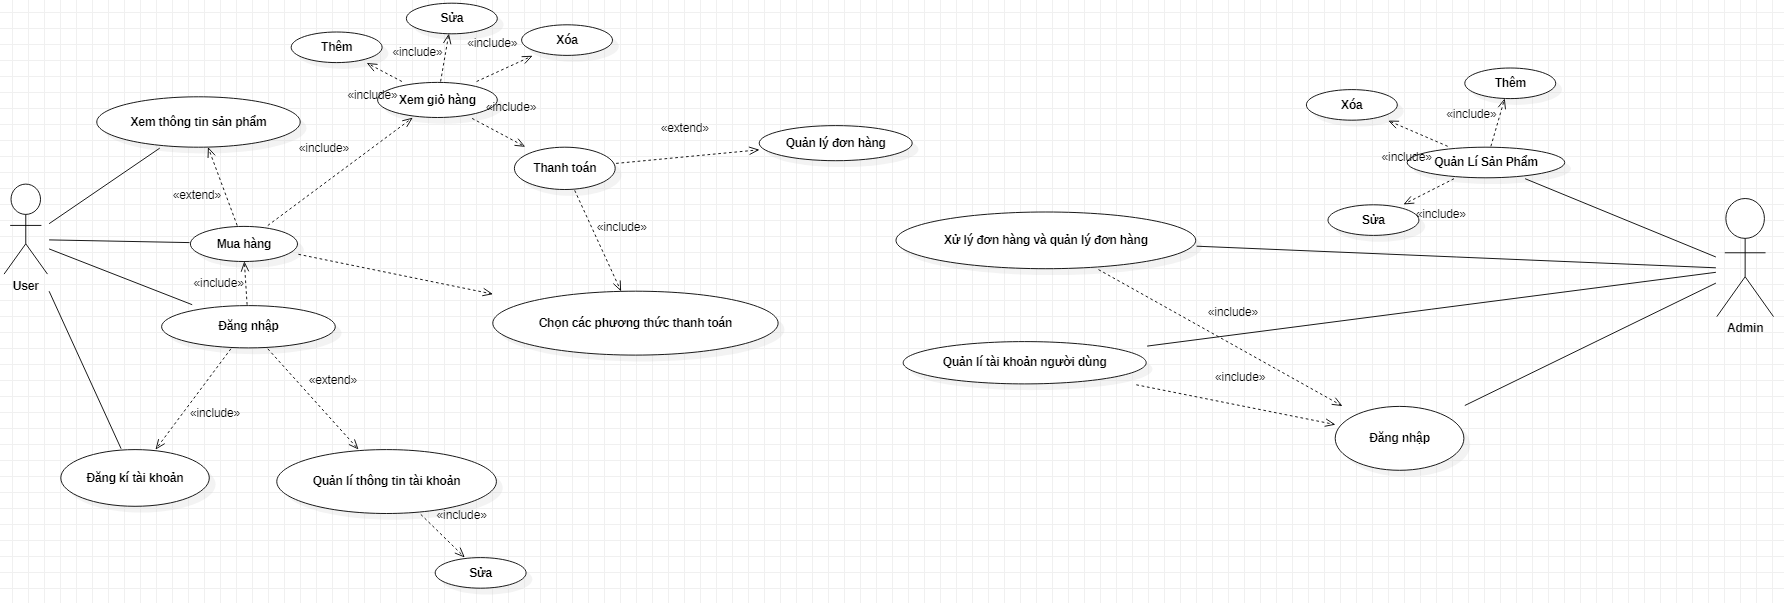 Sửa
Thêm
«include»
«include»
Xóa
«include»
Xem giỏ hàng
«include»
Xem thông tin sản phẩm
«include»
«extend»
Quản lý đơn hàng
Thanh toán
«extend»
«include»
User
Mua hàng
«include»
Đăng nhập
Chọn các phương thức thanh toán
«extend»
«include»
Đăng kí tài khoản
Quản lí thông tin tài khoản
«include»
Sửa
Thêm
Xóa
«include»
«include»
Quản Lí Sản Phẩm
Sửa
«include»
Xử lý đơn hàng và quản lý đơn hàng
Admin
«include»
Quản lí tài khoản người dùng
«include»
Đăng nhập